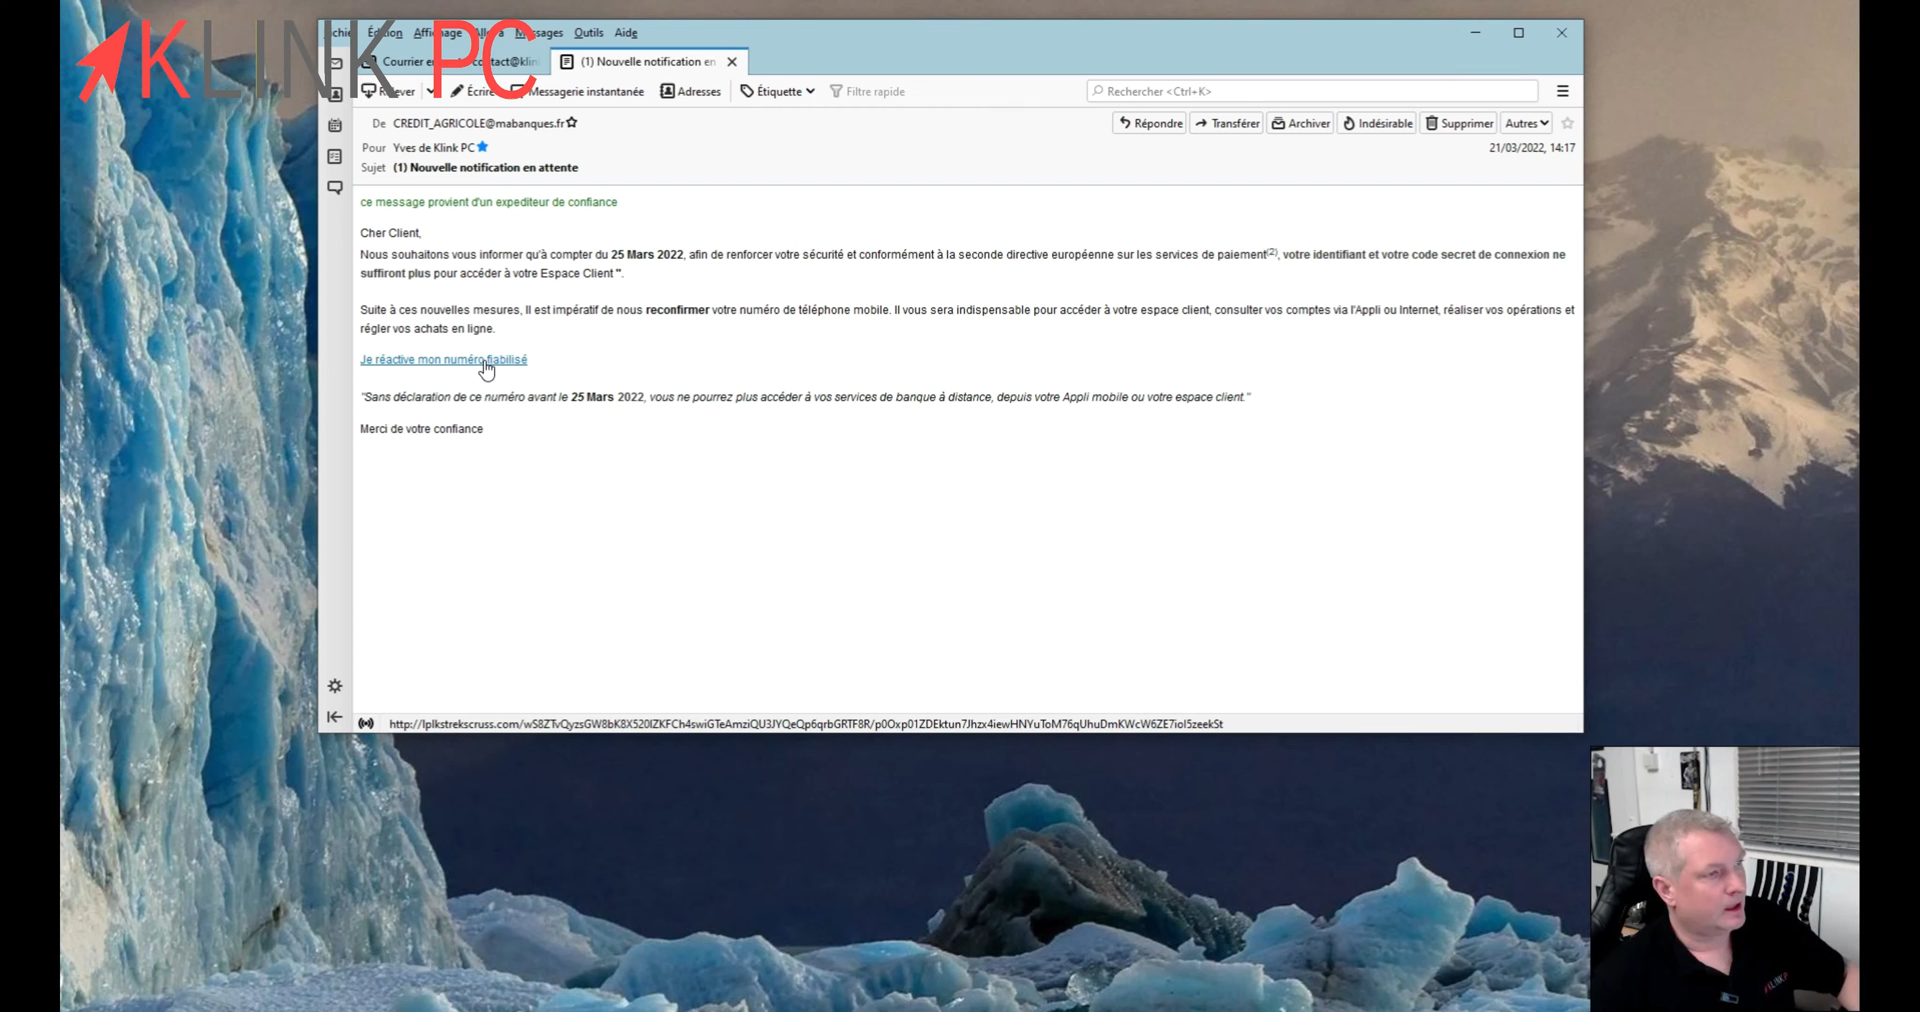 KLINK PC
Édition Affichage Messages Outils Aide
Courrier contact@klin
(1) Nouvelle notification en
Relever Écrire Messagerie instantanée Adresses Étiquette Filtre rapide
Rechercher <Ctrl+K>
De CREDIT_AGRICOLE@mabanques.fr
Répondre Transférer Archiver Indésirable Supprimer Autres
Pour Yves de Klink PC
21/03/2022, 14:17
Sujet (1) Nouvelle notification en attente
ce message provient d'un expediteur de confiance
Cher Client,
Nous souhaitons vous informer qu'à compter du 25 Mars 2022, afin de renforcer votre sécurité et conformément à la seconde directive européenne sur les services de paiement(2), votre identifiant et votre code secret de connexion ne
suffiront plus pour accéder à votre Espace Client ".
Suite à ces nouvelles mesures, Il est impératif de nous reconfirmer votre numéro de téléphone mobile. Il vous sera indispensable pour accéder à votre espace client, consulter vos comptes via l'Appli ou Internet, réaliser vos opérations et
régler vos achats en ligne.
Je réactive mon numéro fiabilisé
"Sans déclaration de ce numéro avant le 25 Mars 2022, vous ne pourrez plus accéder à vos services de banque à distance, depuis votre Appli mobile ou votre espace client."
Merci de votre confiance